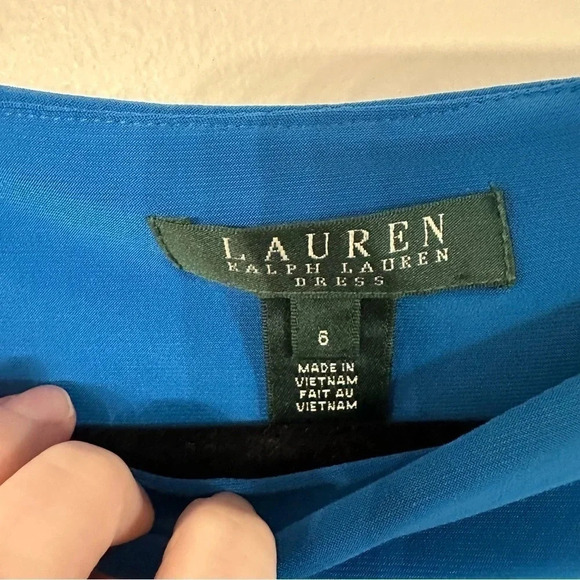 LAUREN
RALPH LAUREN
DRESS
6
MADE IN
VIETNAM
FAIT AU
VIETNAM